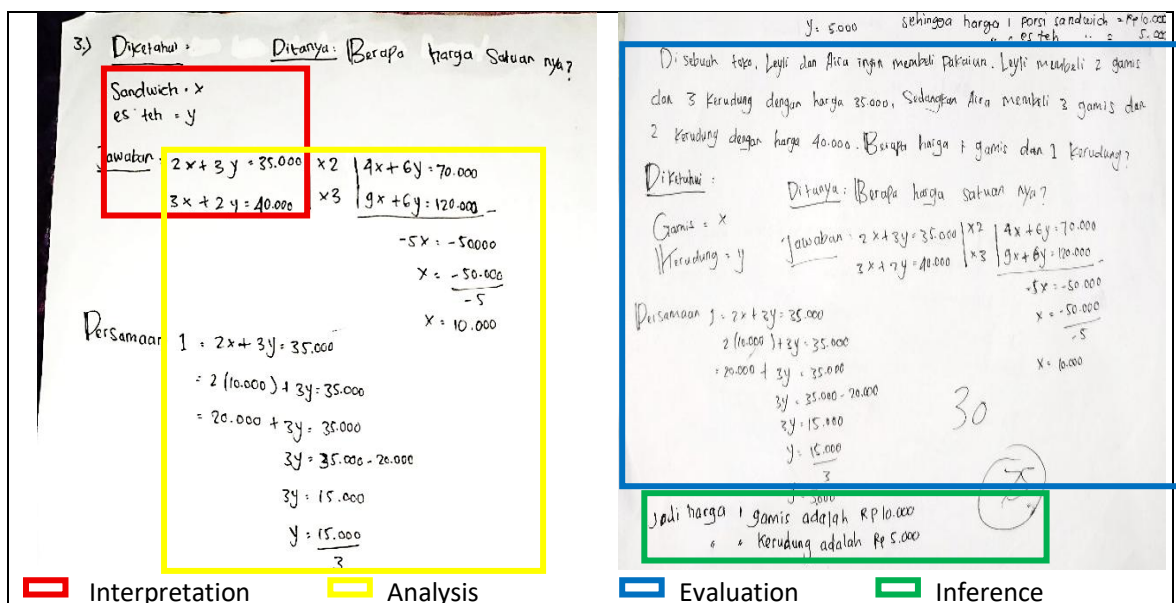 3.) Diketahui : Ditanya : Berapa harga Satuan nya?
Sandwich = x
es teh = y
Jawaban : 2x + 3y = 35.000 x2 | 4x + 6y = 70.000
3x + 2y = 40.000 x3 | 9x + 6y = 120.000 _
-5x = -50000
x = -50.000
-5
x = 10.000
Persamaan 1 = 2x + 3y = 35.000
= 2(10.000) + 3y = 35.000
= 20.000 + 3y = 35.000
3y = 35.000 - 20.000
3y = 15.000
y = 15.000
3
y = 5.000 sehingga harga 1 porsi sandwich = Rp 10.000
" " es teh " = 5.000
Di sebuah toko, Leyli dan Aira ingin membeli Pakaian. Leyli membeli 2 gamis
dan 3 Kerudung dengan harga 35.000, Sedangkan Aira membeli 3 gamis dan
2 Kerudung dengan harga 40.000. Berapa harga 1 gamis dan 1 Kerudung?
Diketahui : Ditanya : Berapa harga satuan nya?
Gamis = x
Kerudung = y
Jawaban : 2x + 3y = 35.000 | x2 | 4x + 6y = 70.000
3x + 2y = 40.000 | x3 | 9x + 6y = 120.000 _
-5x = -50.000
x = -50.000
-5
x = 10.000
Persamaan 1 = 2x + 3y = 35.000
2(10.000) + 3y = 35.000
= 20.000 + 3y = 35.000
3y = 35.000 - 20.000
3y = 15.000
y = 15.000
3
y = 5.000
30
Jadi harga 1 gamis adalah RP 10.000
" " Kerudung adalah Rp 5.000
Interpretation Analysis Evaluation Inference